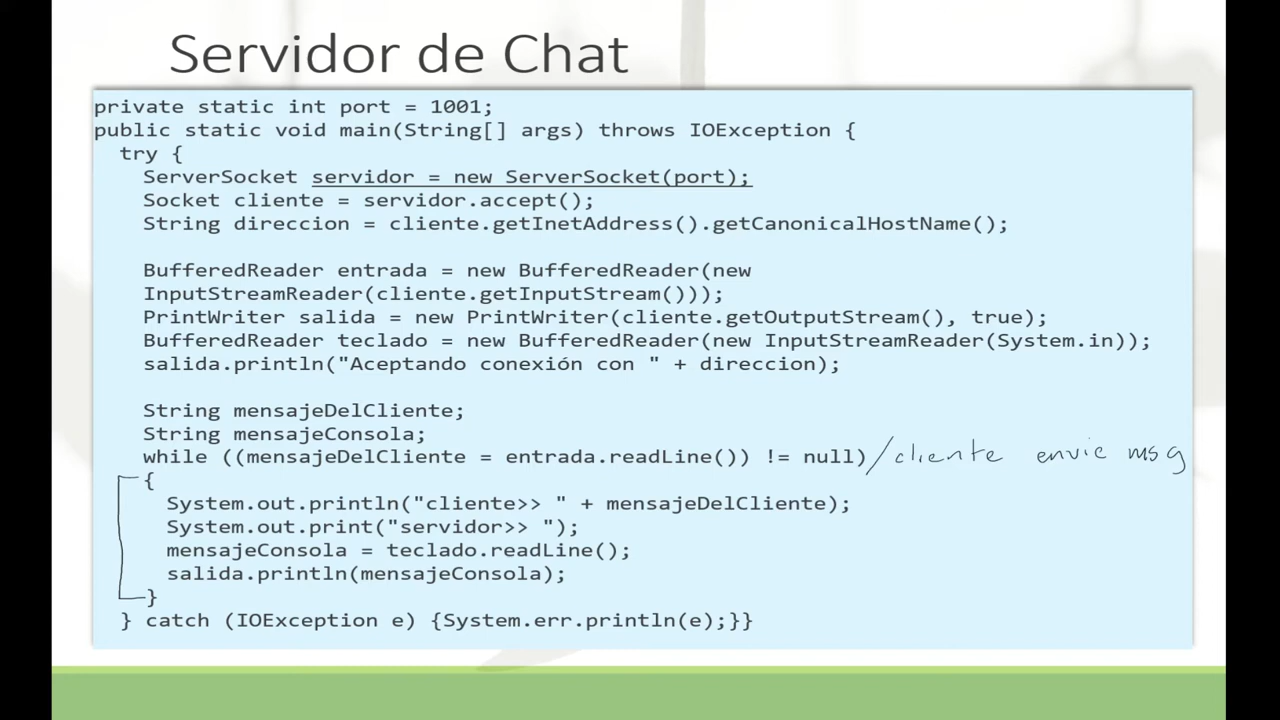 Servidor de Chat
private static int port = 1001;
public static void main(String[] args) throws IOException {
try {
ServerSocket servidor = new ServerSocket(port);
Socket cliente = servidor.accept();
String direccion = cliente.getInetAddress().getCanonicalHostName();
BufferedReader entrada = new BufferedReader(new
InputStreamReader(cliente.getInputStream()));
PrintWriter salida = new PrintWriter(cliente.getOutputStream(), true);
BufferedReader teclado = new BufferedReader(new InputStreamReader(System.in));
salida.println("Aceptando conexión con " + direccion);
String mensajeDelCliente;
String mensajeConsola;
while ((mensajeDelCliente = entrada.readLine()) != null) /cliente envie msg
{
System.out.println("cliente>> " + mensajeDelCliente);
System.out.print("servidor>> ");
mensajeConsola = teclado.readLine();
salida.println(mensajeConsola);
}
} catch (IOException e) {System.err.println(e);}}